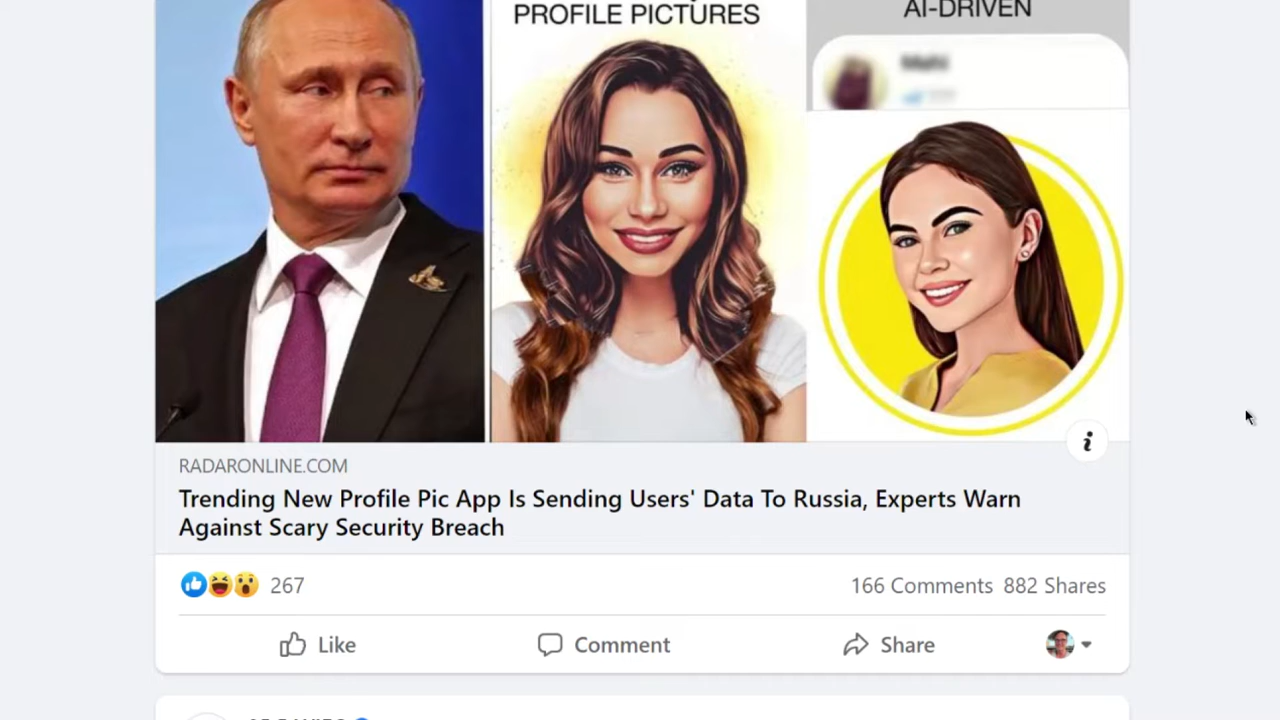 PROFILE PICTURES
AI-DRIVEN
RADARONLINE.COM
Trending New Profile Pic App Is Sending Users' Data To Russia, Experts Warn
Against Scary Security Breach
267
166 Comments 882 Shares
Like
Comment
Share